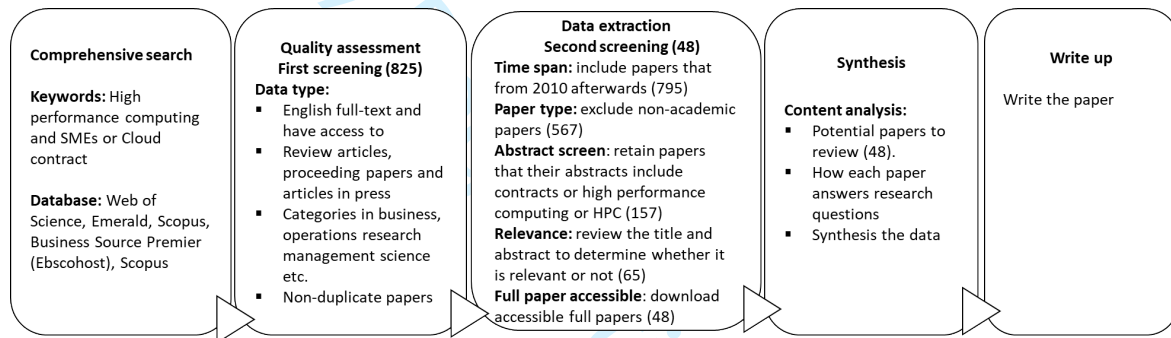 Comprehensive search
Keywords: High
performance computing
and SMEs or Cloud
contract
Database: Web of
Science, Emerald, Scopus,
Business Source Premier
(Ebscohost), Scopus
Quality assessment
First screening (825)
Data type:
▪ English full-text and
have access to
▪ Review articles,
proceeding papers and
articles in press
▪ Categories in business,
operations research
management science
etc.
▪ Non-duplicate papers
Data extraction
Second screening (48)
Time span: include papers that
from 2010 afterwards (795)
Paper type: exclude non-academic
papers (567)
Abstract screen: retain papers
that their abstracts include
contracts or high performance
computing or HPC (157)
Relevance: review the title and
abstract to determine whether it
is relevant or not (65)
Full paper accessible: download
accessible full papers (48)
Synthesis
Content analysis:
▪ Potential papers to
review (48).
▪ How each paper
answers research
questions
▪ Synthesis the data
Write up
Write the paper